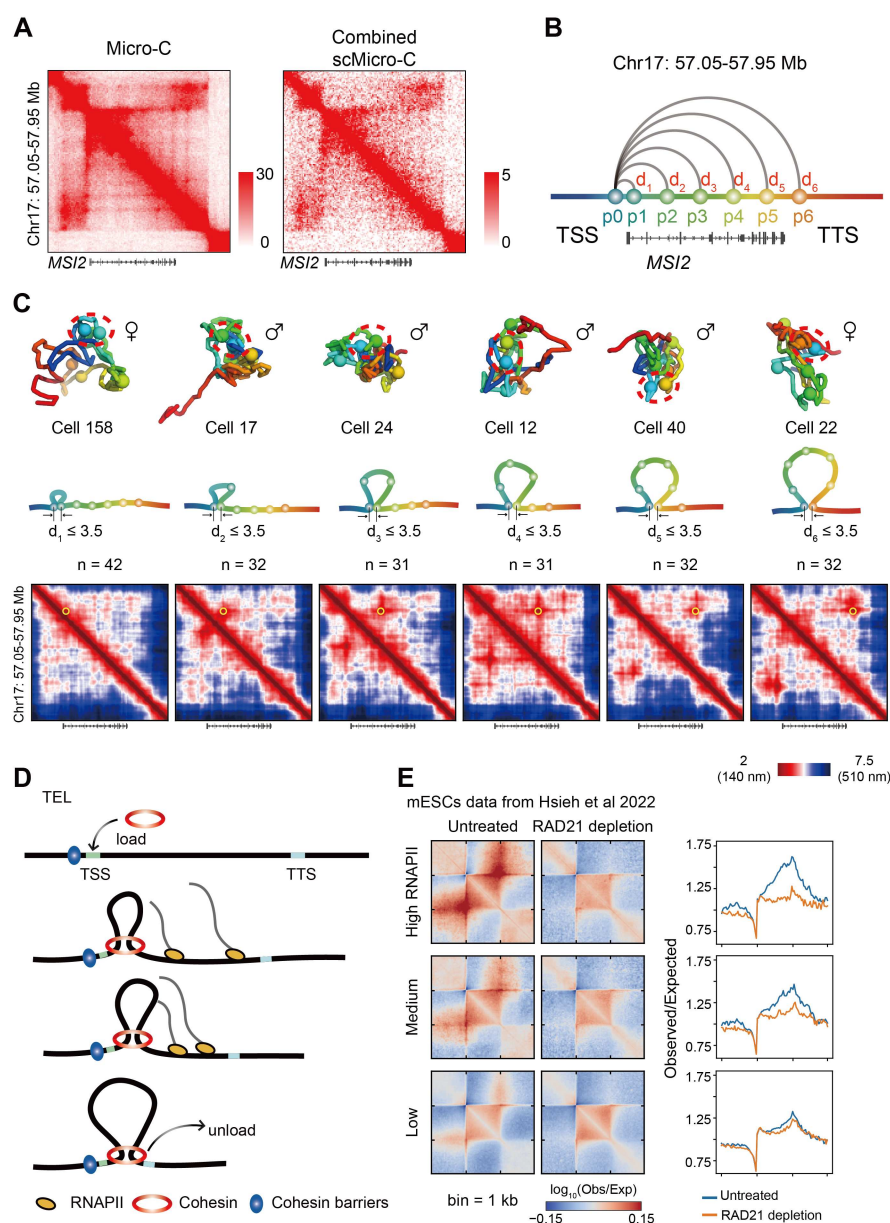 A
Micro-C
Combined
scMicro-C
Chr17: 57.05-57.95 Mb
30
0
5
0
MSI2
MSI2
B
Chr17: 57.05-57.95 Mb
d1 d2 d3 d4 d5 d6
p0 p1 p2 p3 p4 p5 p6
TSS
TTS
MSI2
C
♀ ♂ ♂ ♂ ♂ ♀
Cell 158 Cell 17 Cell 24 Cell 12 Cell 40 Cell 22
d1 ≤ 3.5 d2 ≤ 3.5 d3 ≤ 3.5 d4 ≤ 3.5 d5 ≤ 3.5 d6 ≤ 3.5
n = 42 n = 32 n = 31 n = 31 n = 32 n = 32
Chr17: 57.05-57.95 Mb
2
(140 nm)
7.5
(510 nm)
D
TEL
load
TSS
TTS
unload
RNAPII Cohesin Cohesin barriers
E
mESCs data from Hsieh et al 2022
Untreated RAD21 depletion
High RNAPII
Medium
Low
bin = 1 kb
log10(Obs/Exp)
−0.15 0.15
Observed/Expected
1.75
1.25
0.75
1.75
1.25
0.75
1.75
1.25
0.75
Untreated
RAD21 depletion